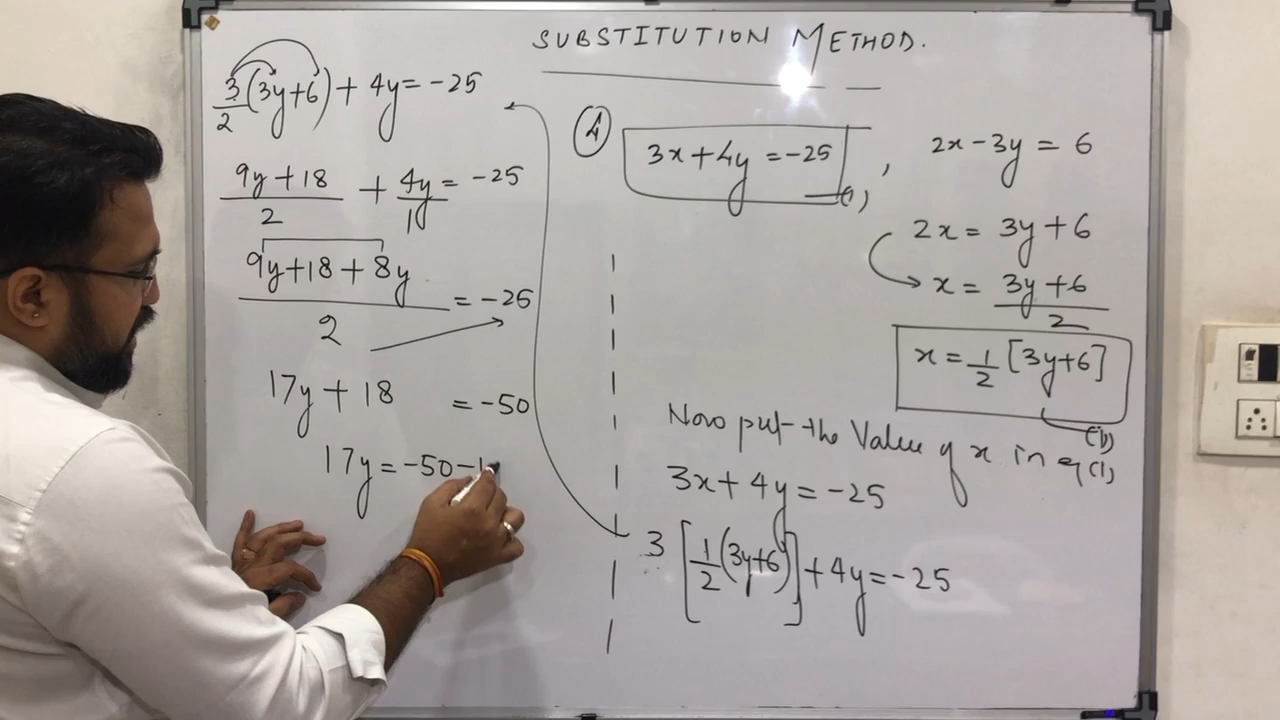 SUBSTITUTION METHOD.
4 3x+4y=-25 —(1), 2x-3y=6
2x=3y+6
x=3y+6/2
x=1/2[3y+6]
(ii)
Now put the Value of x in eq(1)
3x+4y=-25
3[1/2(3y+6)]+4y=-25
3/2(3y+6)+4y=-25
9y+18/2+4y/1=-25
9y+18+8y/2=-25
17y+18=-50
17y=-50-1